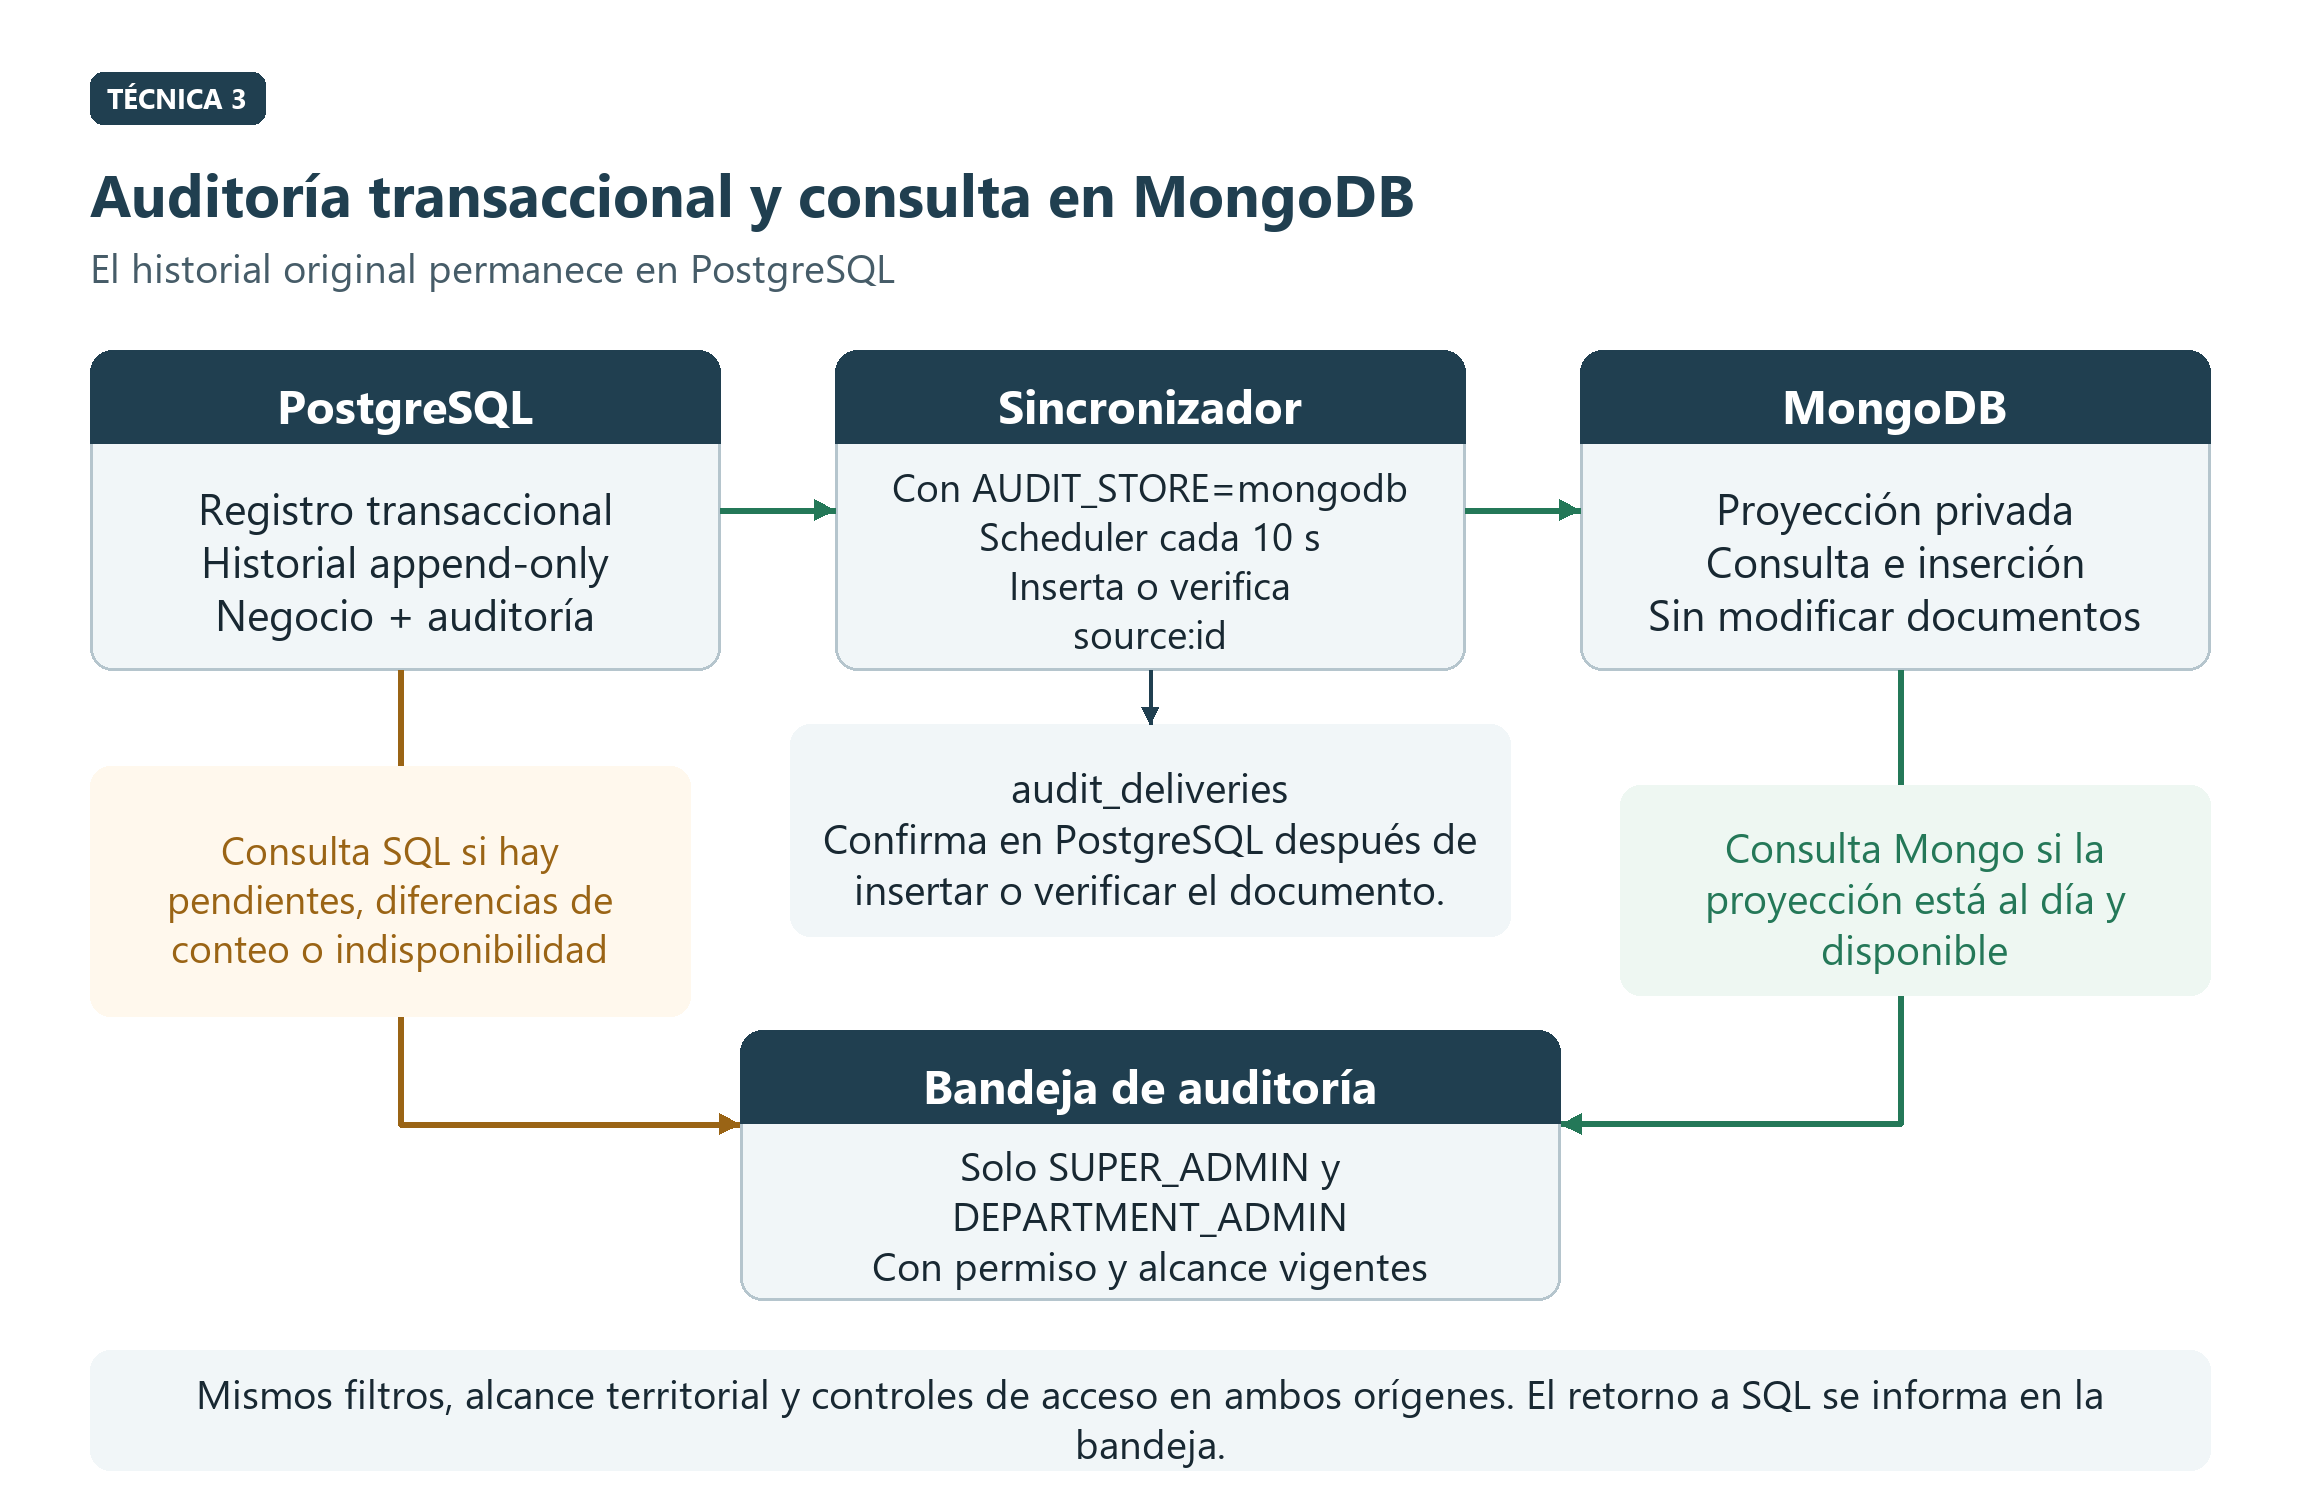 TÉCNICA 3
Auditoría transaccional y consulta en MongoDB
El historial original permanece en PostgreSQL
PostgreSQL
Registro transaccional
Historial append-only
Negocio + auditoría
Sincronizador
Con AUDIT_STORE=mongodb
Scheduler cada 10 s
Inserta o verifica
source:id
MongoDB
Proyección privada
Consulta e inserción
Sin modificar documentos
Consulta SQL si hay
pendientes, diferencias de
conteo o indisponibilidad
audit_deliveries
Confirma en PostgreSQL después de
insertar o verificar el documento.
Consulta Mongo si la
proyección está al día y
disponible
Bandeja de auditoría
Solo SUPER_ADMIN y
DEPARTMENT_ADMIN
Con permiso y alcance vigentes
Mismos filtros, alcance territorial y controles de acceso en ambos orígenes. El retorno a SQL se informa en la
bandeja.